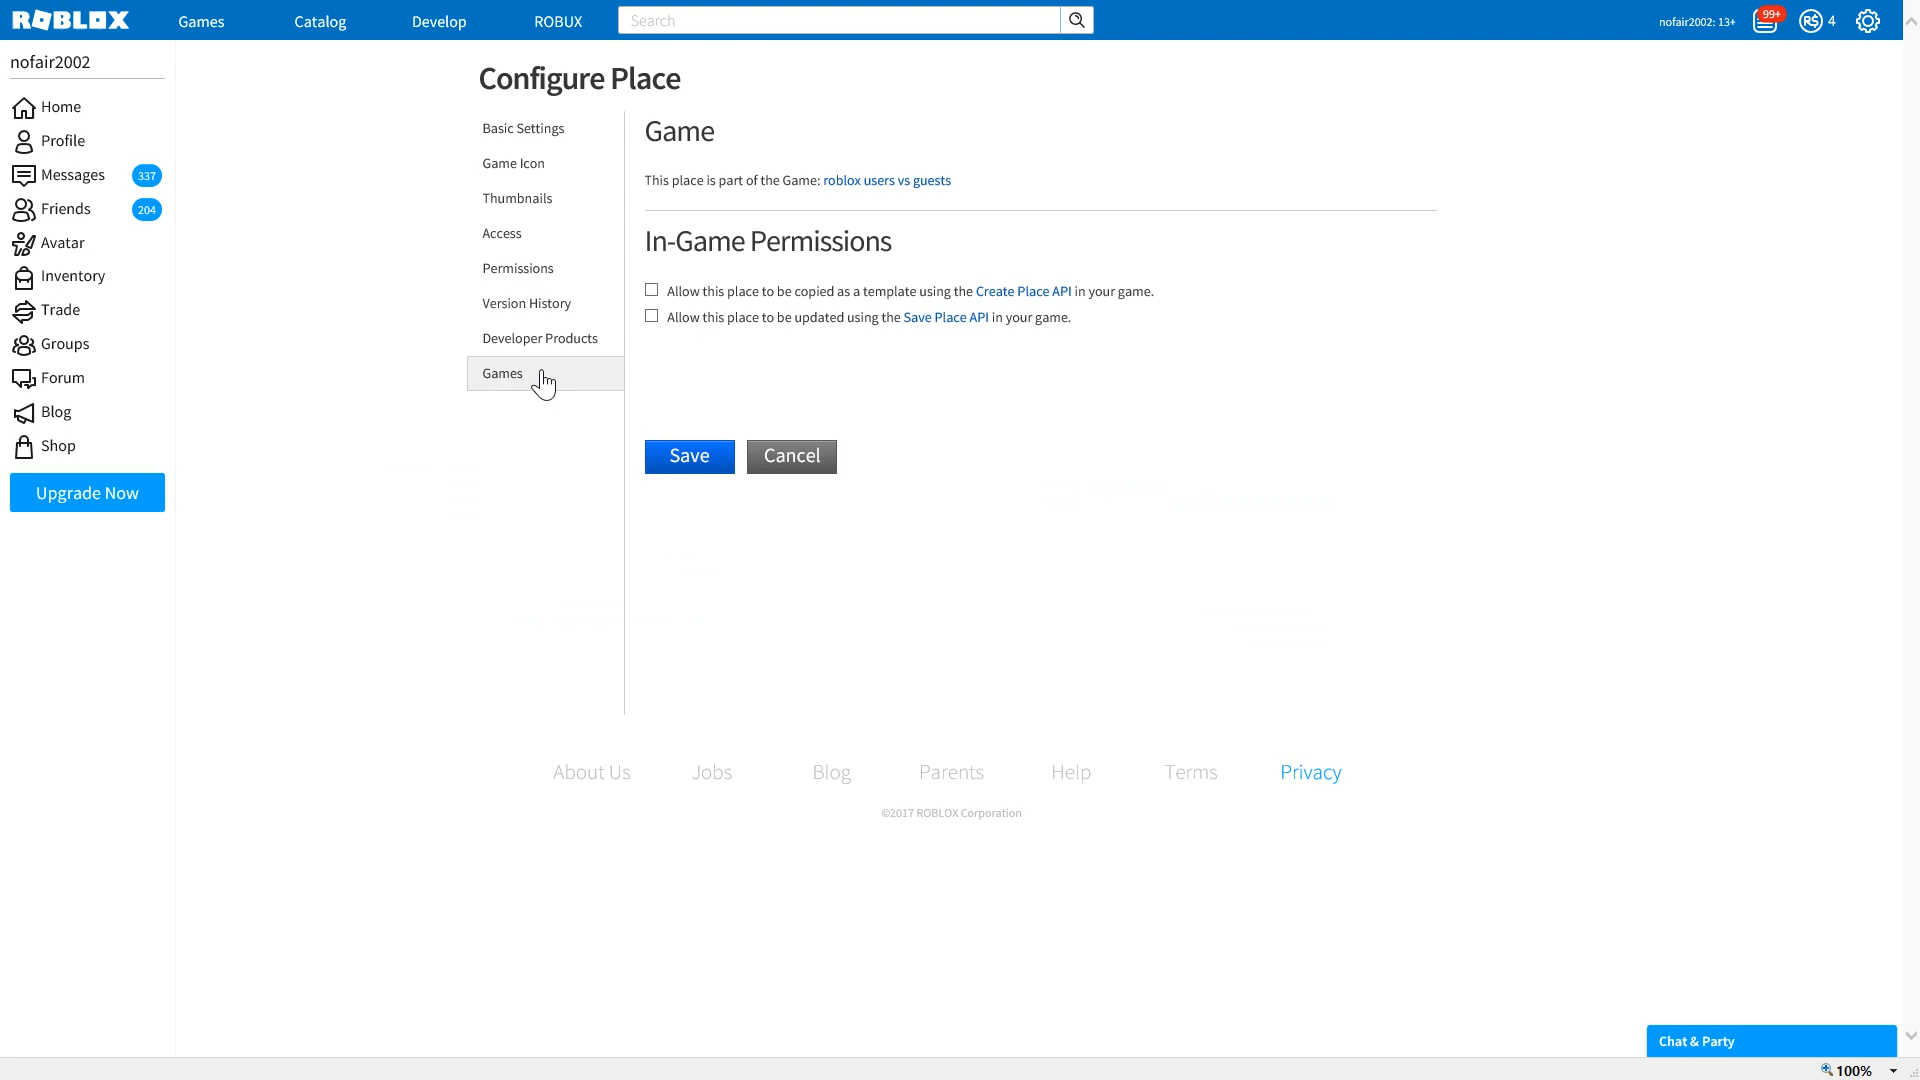 ROBLOX Games Catalog Develop ROBUX Search nofair2002: 13+ 99+ R$ 4
nofair2002
Home
Profile
Messages 337
Friends 204
Avatar
Inventory
Trade
Groups
Forum
Blog
Shop
Upgrade Now
Configure Place
Basic Settings
Game Icon
Thumbnails
Access
Permissions
Version History
Developer Products
Games
Game
This place is part of the Game: roblox users vs guests
In-Game Permissions
Allow this place to be copied as a template using the Create Place API in your game.
Allow this place to be updated using the Save Place API in your game.
Save Cancel
About Us Jobs Blog Parents Help Terms Privacy
©2017 ROBLOX Corporation
Chat & Party
100%